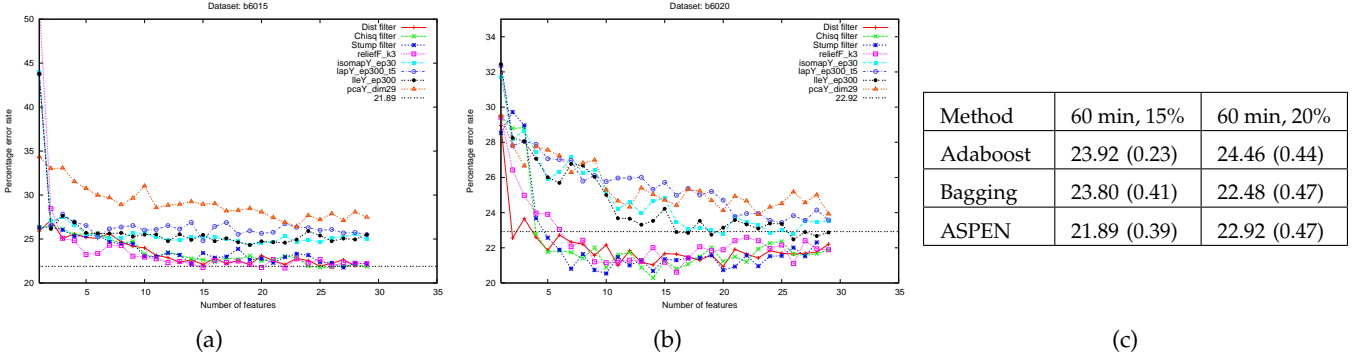 Dataset: b6015
Percentage error rate
50
45
40
35
30
25
20
5
10
15
20
25
30
35
Number of features
Dist filter
Chisq filter
Stump filter
reliefF_k3
isomapY_ep30
lapY_ep300_t5
lleY_ep300
pcaY_dim29
21.89
(a)
Dataset: b6020
Percentage error rate
34
32
30
28
26
24
22
20
5
10
15
20
25
30
35
Number of features
Dist filter
Chisq filter
Stump filter
reliefF_k3
isomapY_ep30
lapY_ep300_t5
lleY_ep300
pcaY_dim29
22.92
(b)
Method 60 min, 15% 60 min, 20%
Adaboost 23.92 (0.23) 24.46 (0.44)
Bagging 23.80 (0.41) 22.48 (0.47)
ASPEN 21.89 (0.39) 22.92 (0.47)
(c)